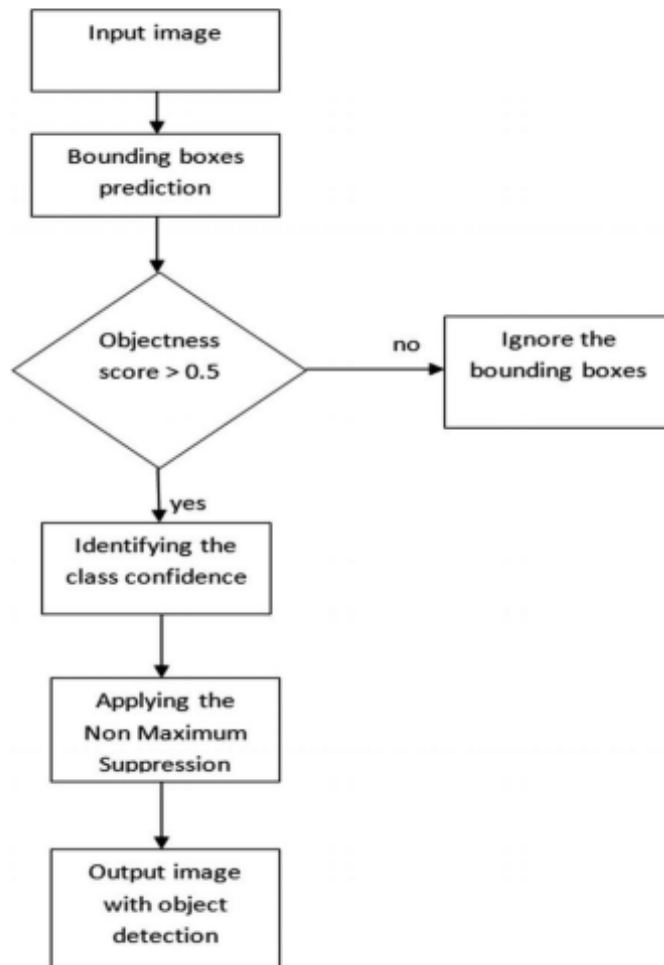 Input image
Bounding boxes
prediction
Objectness
score > 0.5
no
Ignore the
bounding boxes
yes
Identifying the
class confidence
Applying the
Non Maximum
Suppression
Output image
with object
detection